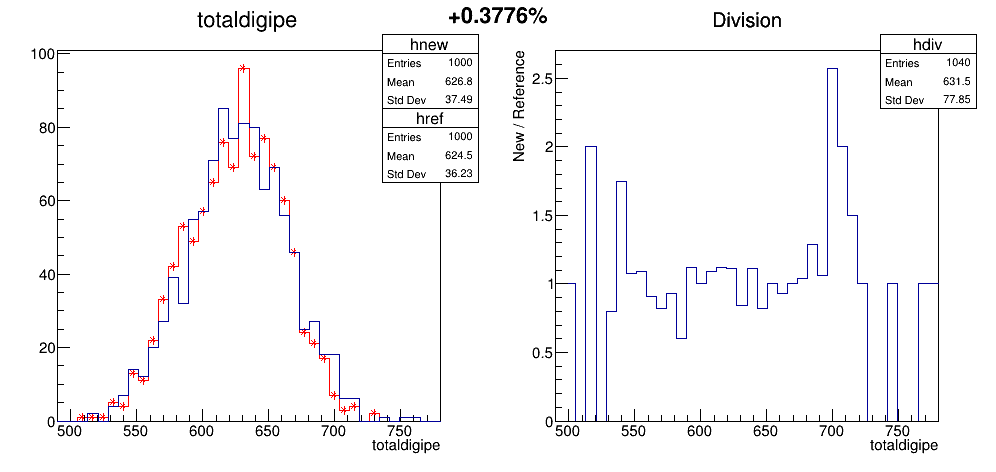 totaldigipe
+0.3776%
Division
hnew
Entries 1000
Mean 626.8
Std Dev 37.49
href
Entries 1000
Mean 624.5
Std Dev 36.23
100
80
60
40
20
0
500 550 600 650 700 750
totaldigipe
hdiv
Entries 1040
Mean 631.5
Std Dev 77.85
New / Reference
2.5
2
1.5
1
0.5
0
500 550 600 650 700 750
totaldigipe